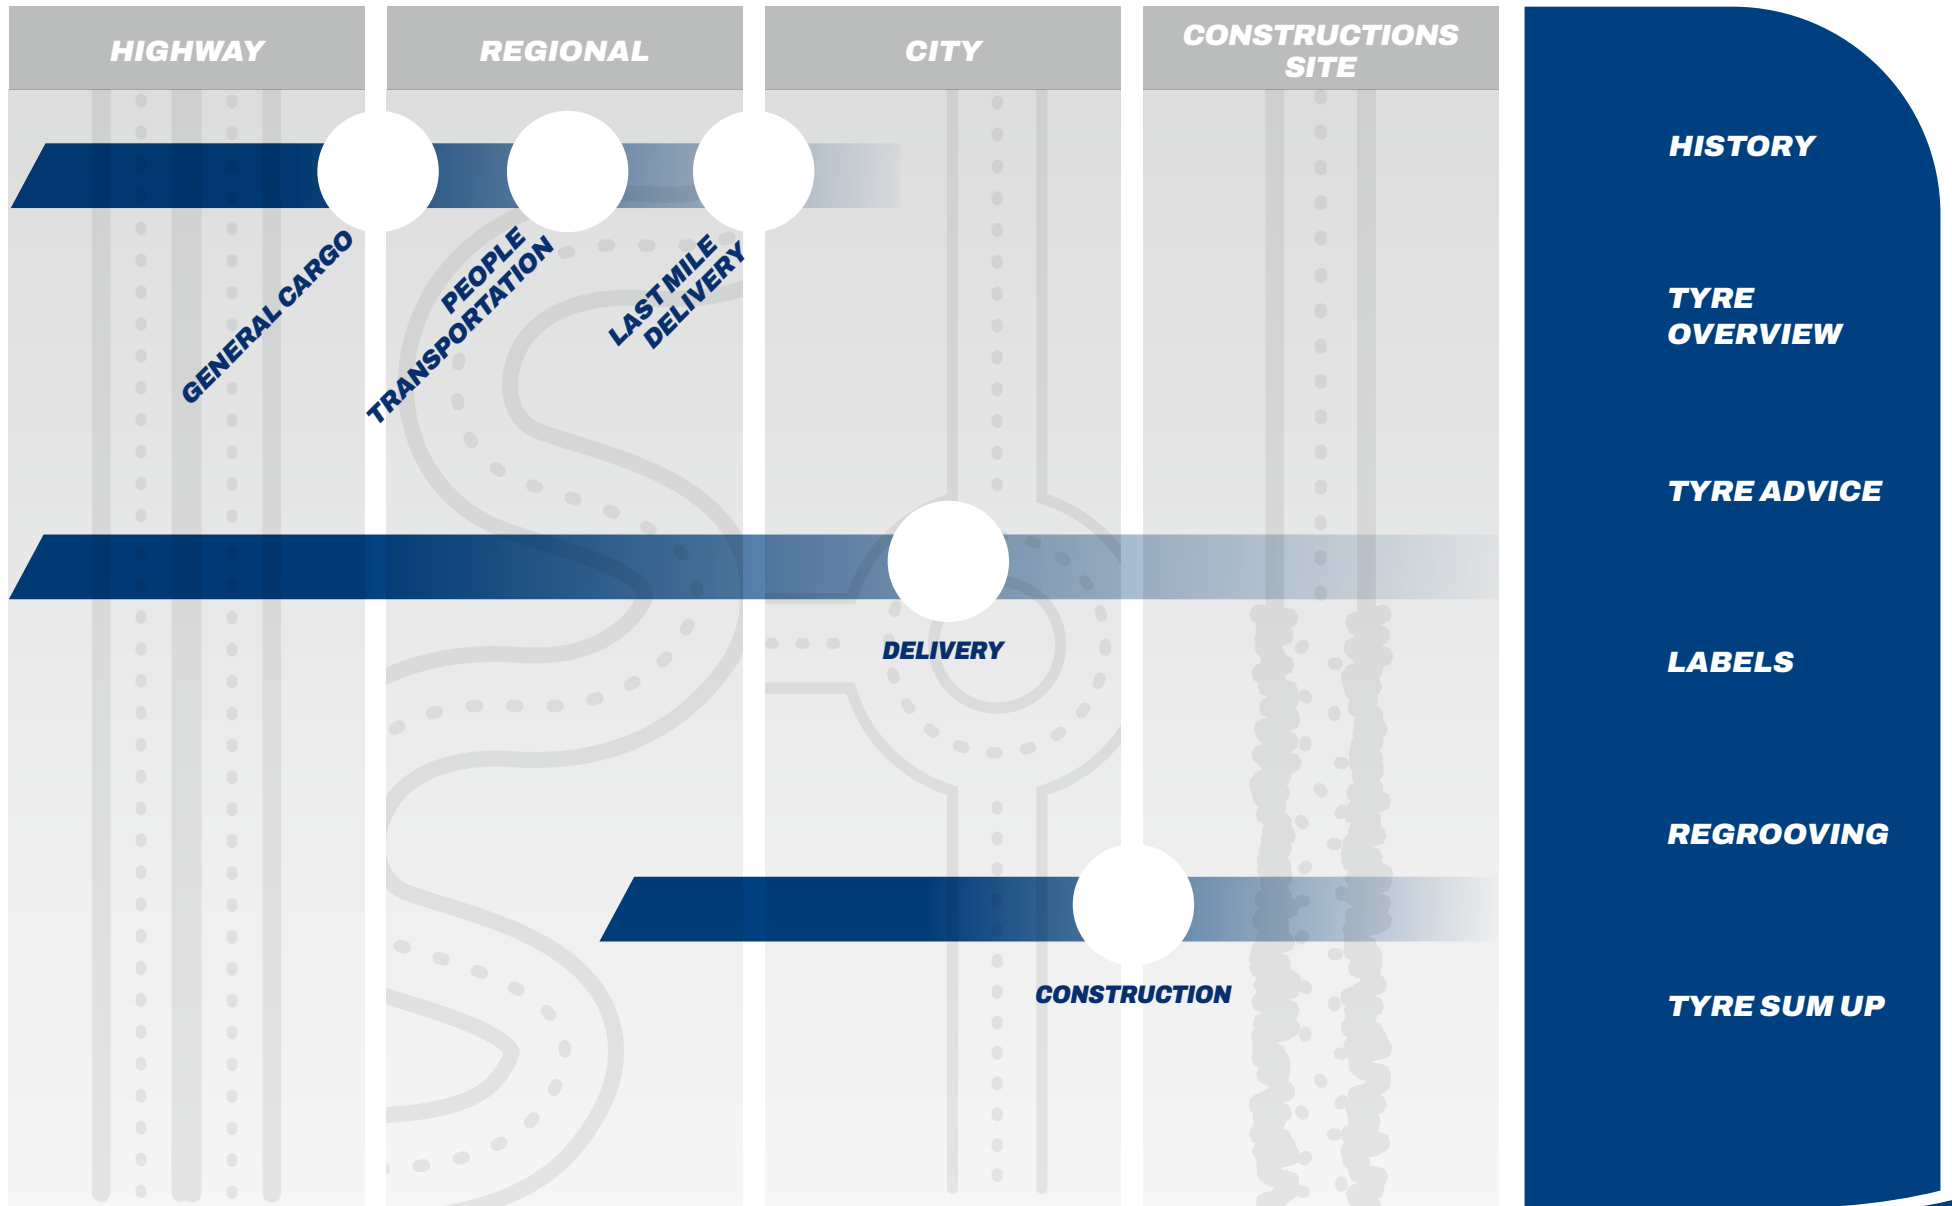 HIGHWAY
REGIONAL
CITY
CONSTRUCTIONS
SITE
GENERAL CARGO
PEOPLE
TRANSPORTATION
LAST MILE
DELIVERY
DELIVERY
CONSTRUCTION
HISTORY
TYRE
OVERVIEW
TYRE ADVICE
LABELS
REGROOVING
TYRE SUM UP